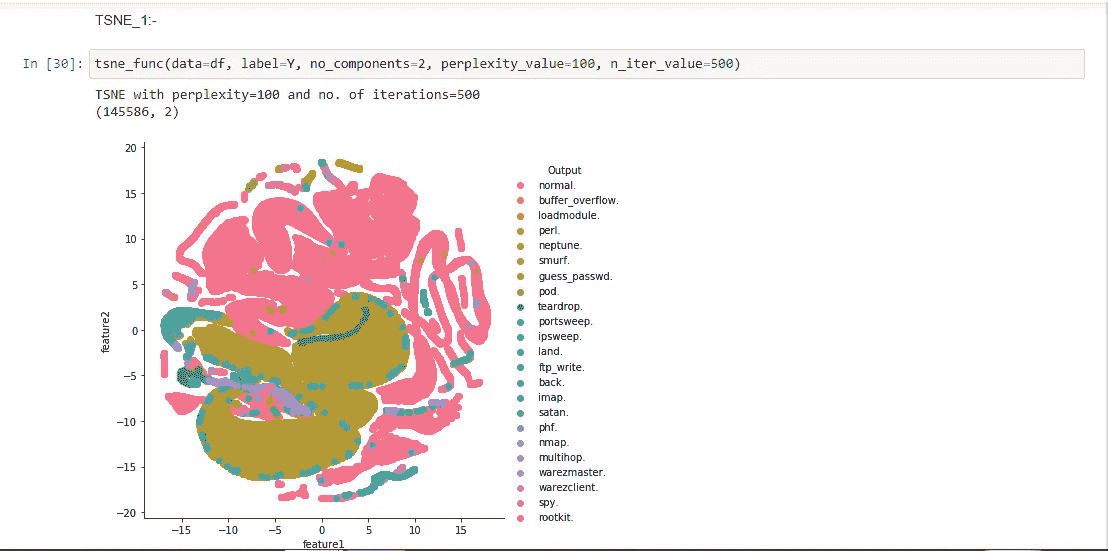 TSNE_1:-
In [30]: tsne_func(data=df, label=Y, no_components=2, perplexity_value=100, n_iter_value=500)
TSNE with perplexity=100 and no. of iterations=500
(145586, 2)
20
15
10
5
0
−5
−10
−15
−20
feature2
−15 −10 −5 0 5 10 15
feature1
Output
normal.
buffer_overflow.
loadmodule.
perl.
neptune.
smurf.
guess_passwd.
pod.
teardrop.
portsweep.
ipsweep.
land.
ftp_write.
back.
imap.
satan.
phf.
nmap.
multihop.
warezmaster.
warezclient.
spy.
rootkit.